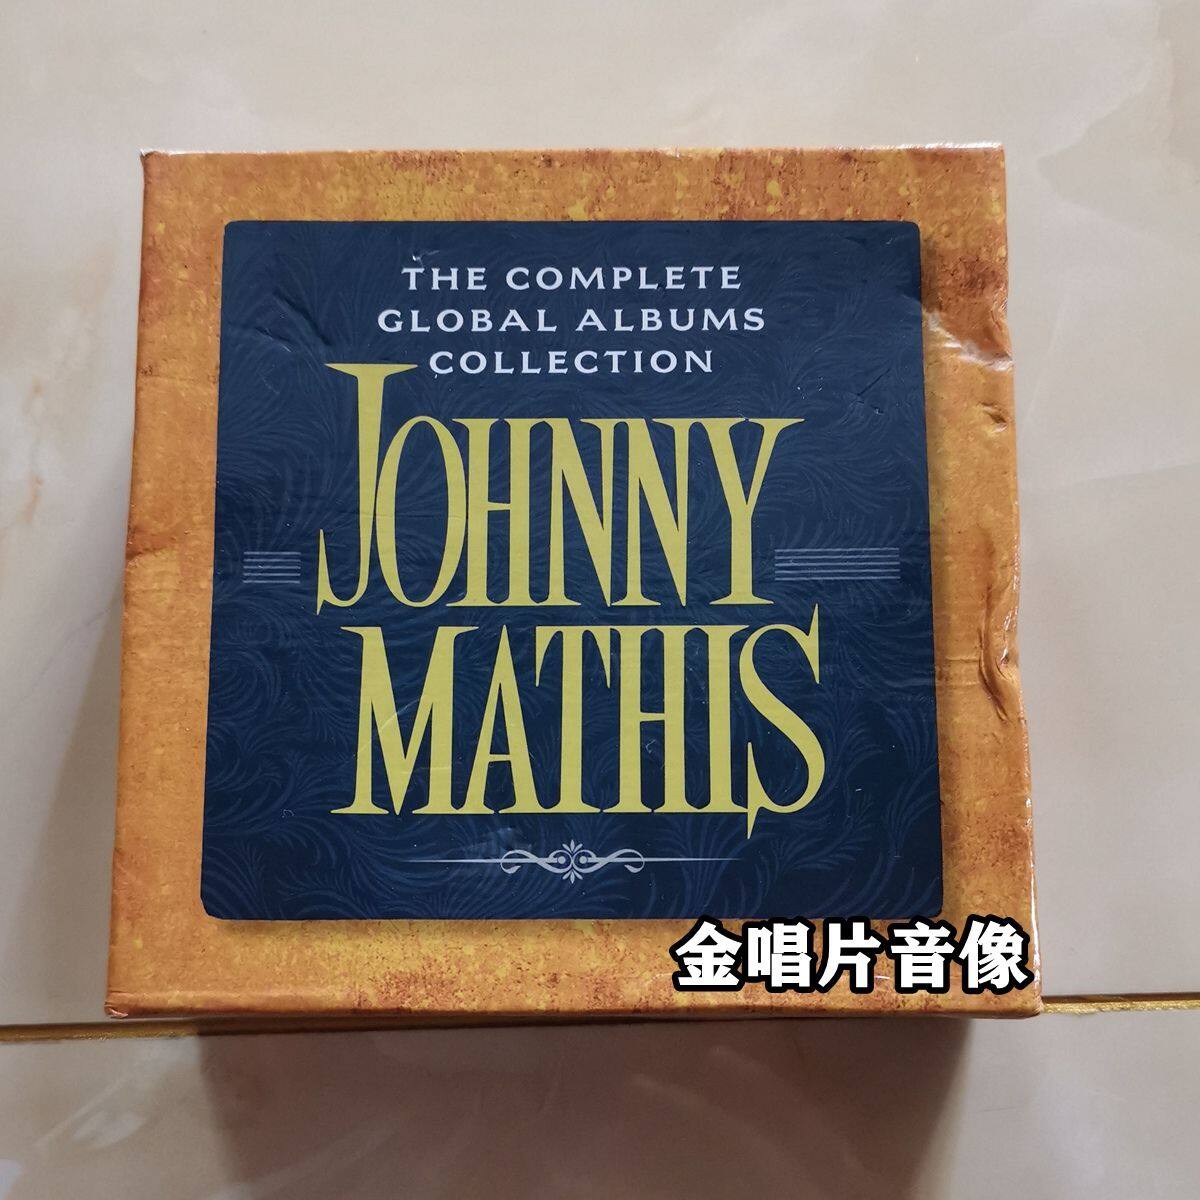 THE COMPLETE
GLOBAL ALBUMS
COLLECTION
JOHNNY
MATHIS
金唱片音像